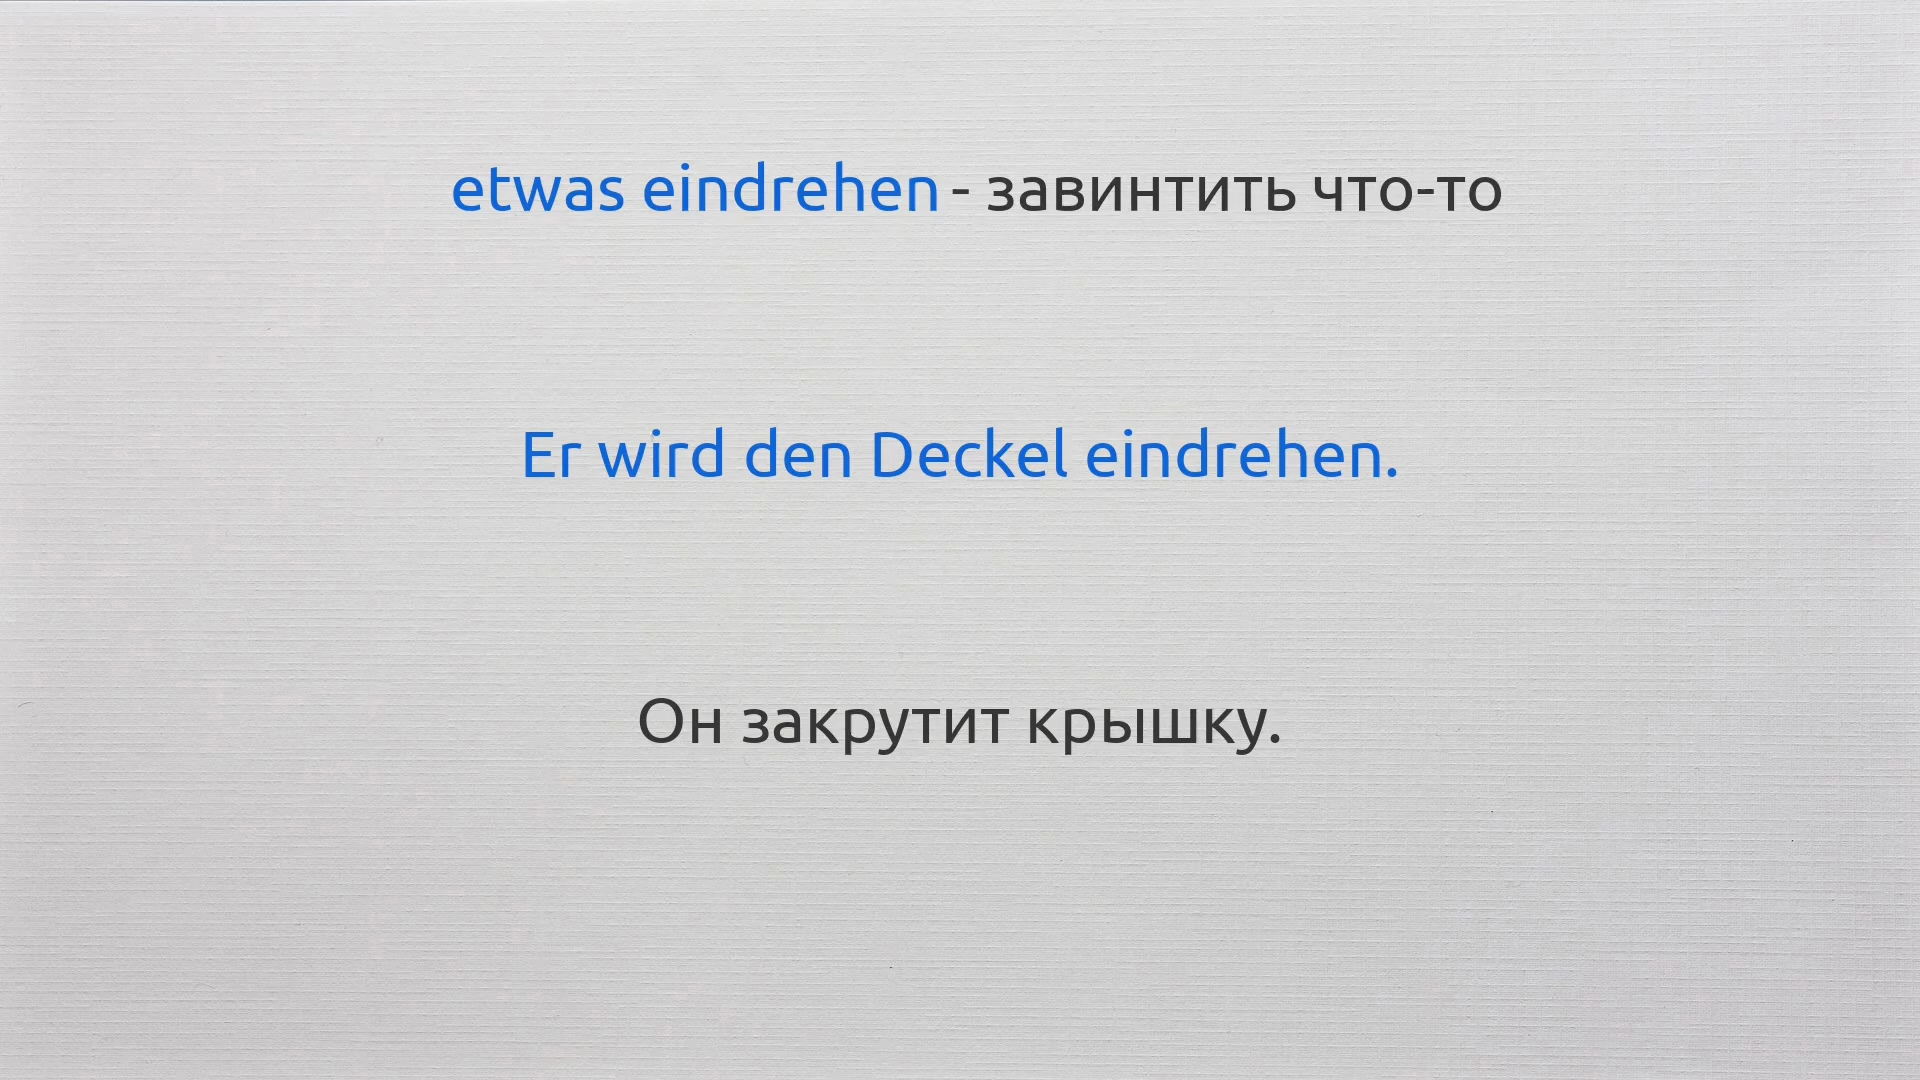 etwas eindrehen - завинтить что-то
Er wird den Deckel eindrehen.
Он закрутит крышку.